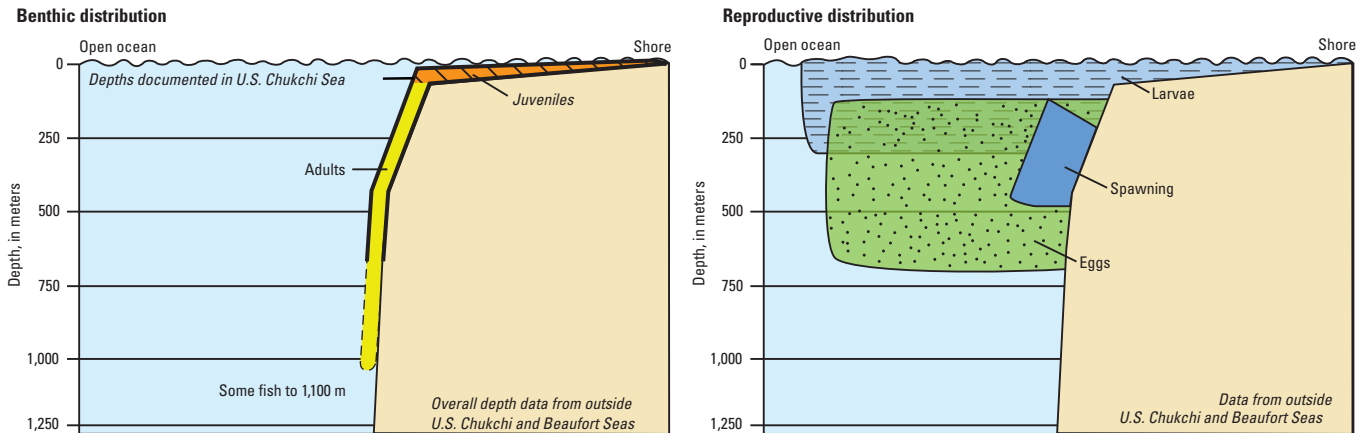 Benthic distribution
Open ocean
Shore
0
Depths documented in U.S. Chukchi Sea
Juveniles
250
Adults
500
Depth, in meters
750
1,000
Some fish to 1,100 m
Overall depth data from outside
U.S. Chukchi and Beaufort Seas
1,250
Reproductive distribution
Open ocean
Shore
0
Larvae
250
Spawning
500
Depth, in meters
Eggs
750
1,000
Data from outside
U.S. Chukchi and Beaufort Seas
1,250